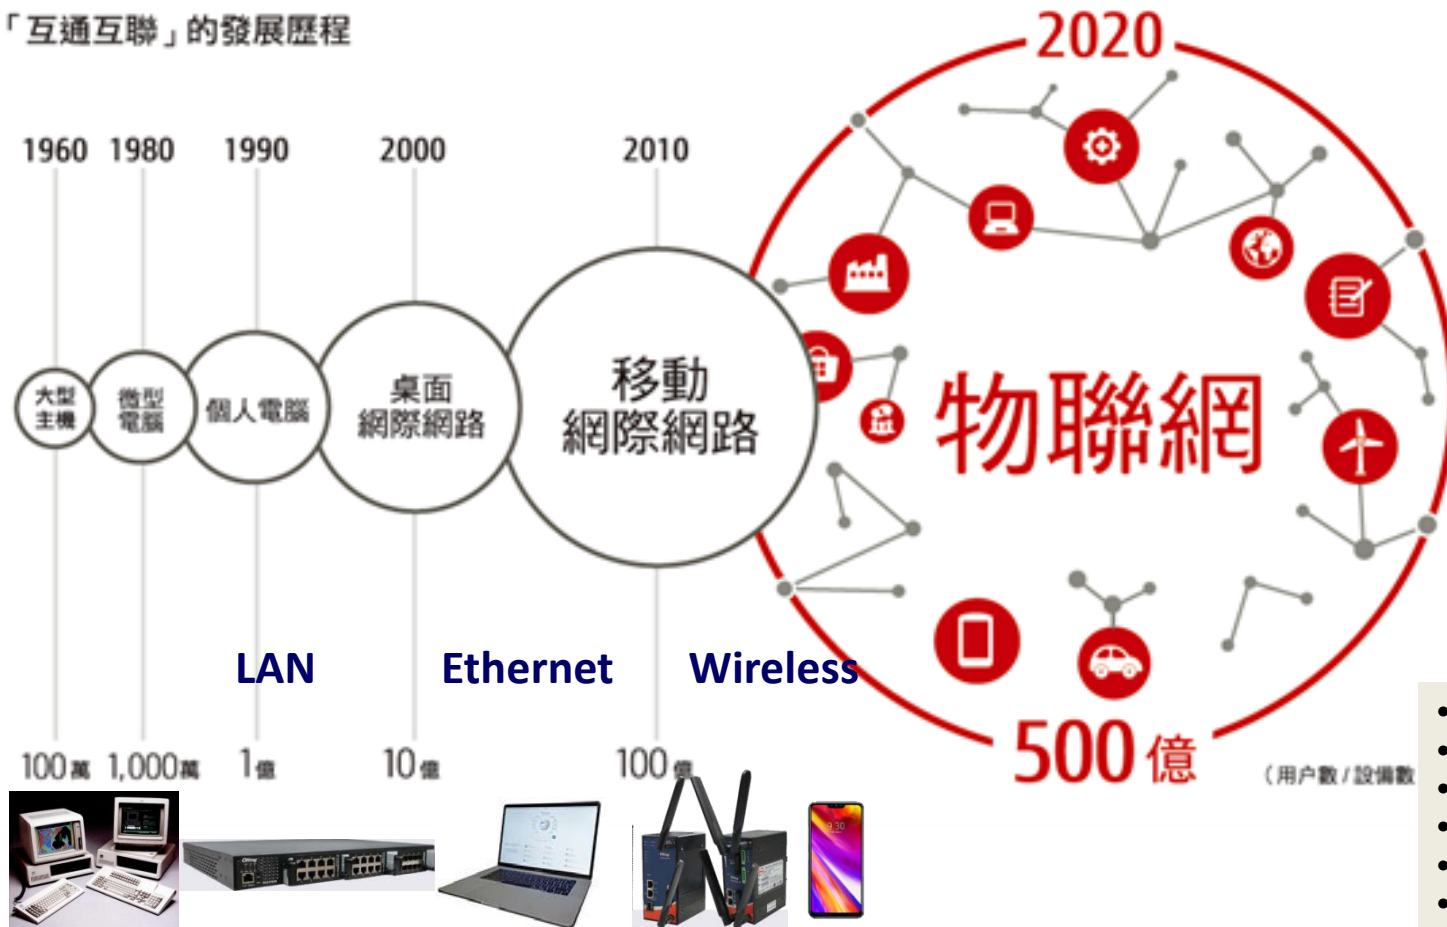 「互通互聯」的發展歷程
2020
1960 1980 1990 2000 2010
大型
主機
微型
電腦
個人電腦
桌面
網際網路
移動
網際網路
物聯網
LAN Ethernet Wireless
100萬 1,000萬 1億 10億 100億
500億
（用户數/設備數
9:30